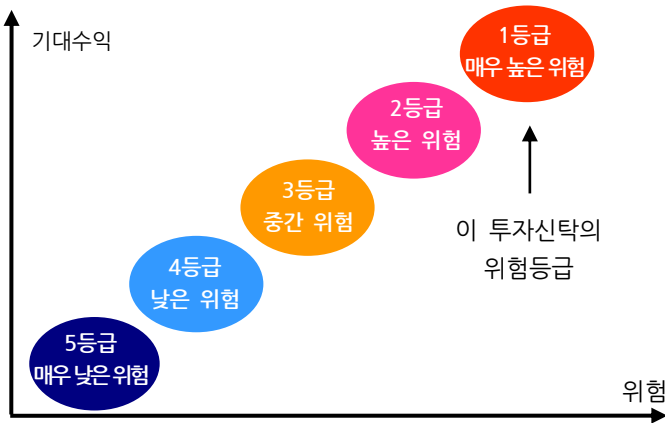 기대수익
1등급
매우 높은 위험
2등급
높은 위험
3등급
중간 위험
이 투자신탁의
위험등급
4등급
낮은 위험
5등급
매우 낮은 위험
위험